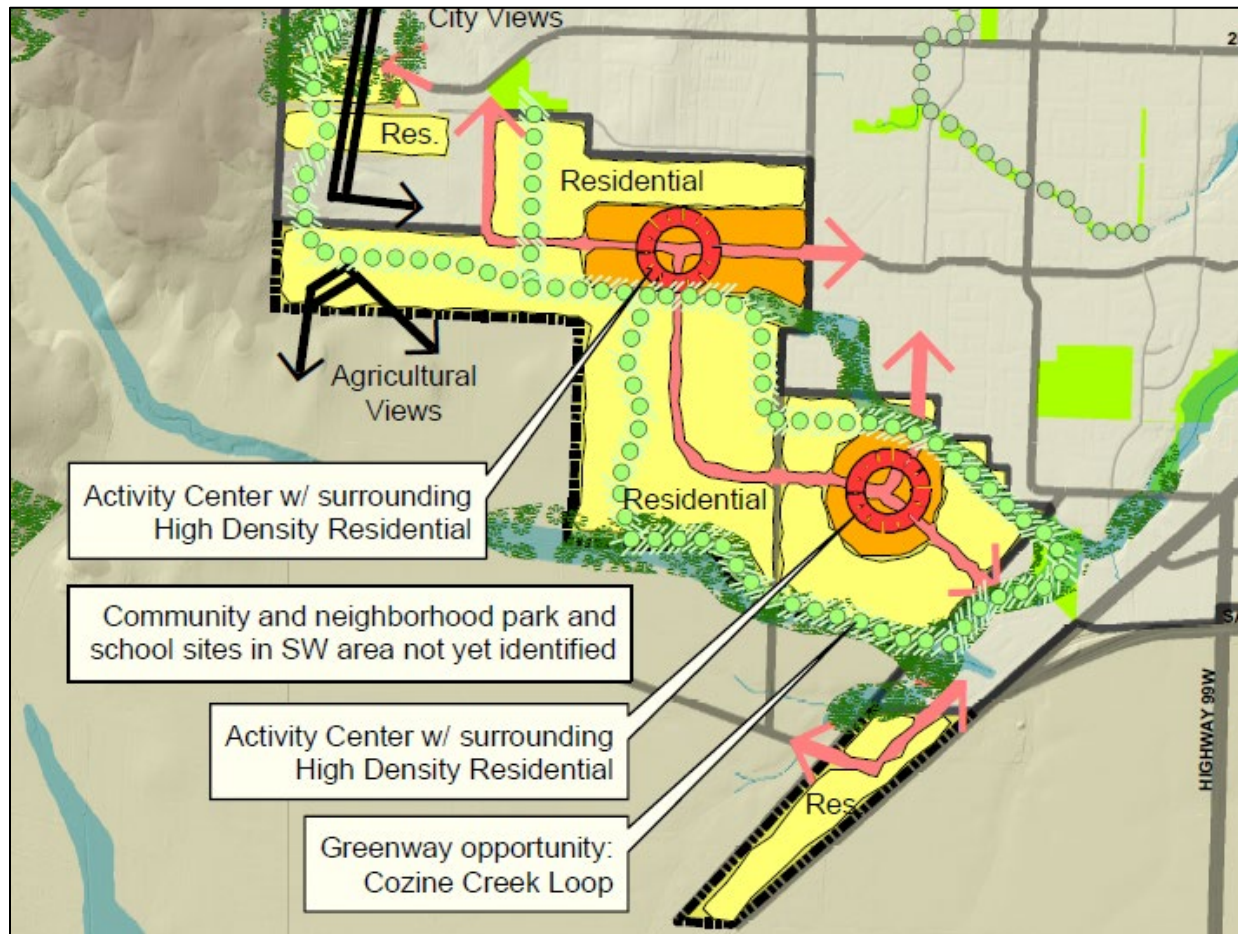 City Views
2
Res.
Residential
Agricultural
Views
Activity Center w/ surrounding
High Density Residential
Residential
Community and neighborhood park and
school sites in SW area not yet identified
HIGHWAY 99W
Activity Center w/ surrounding
High Density Residential
Res.
Greenway opportunity:
Cozine Creek Loop